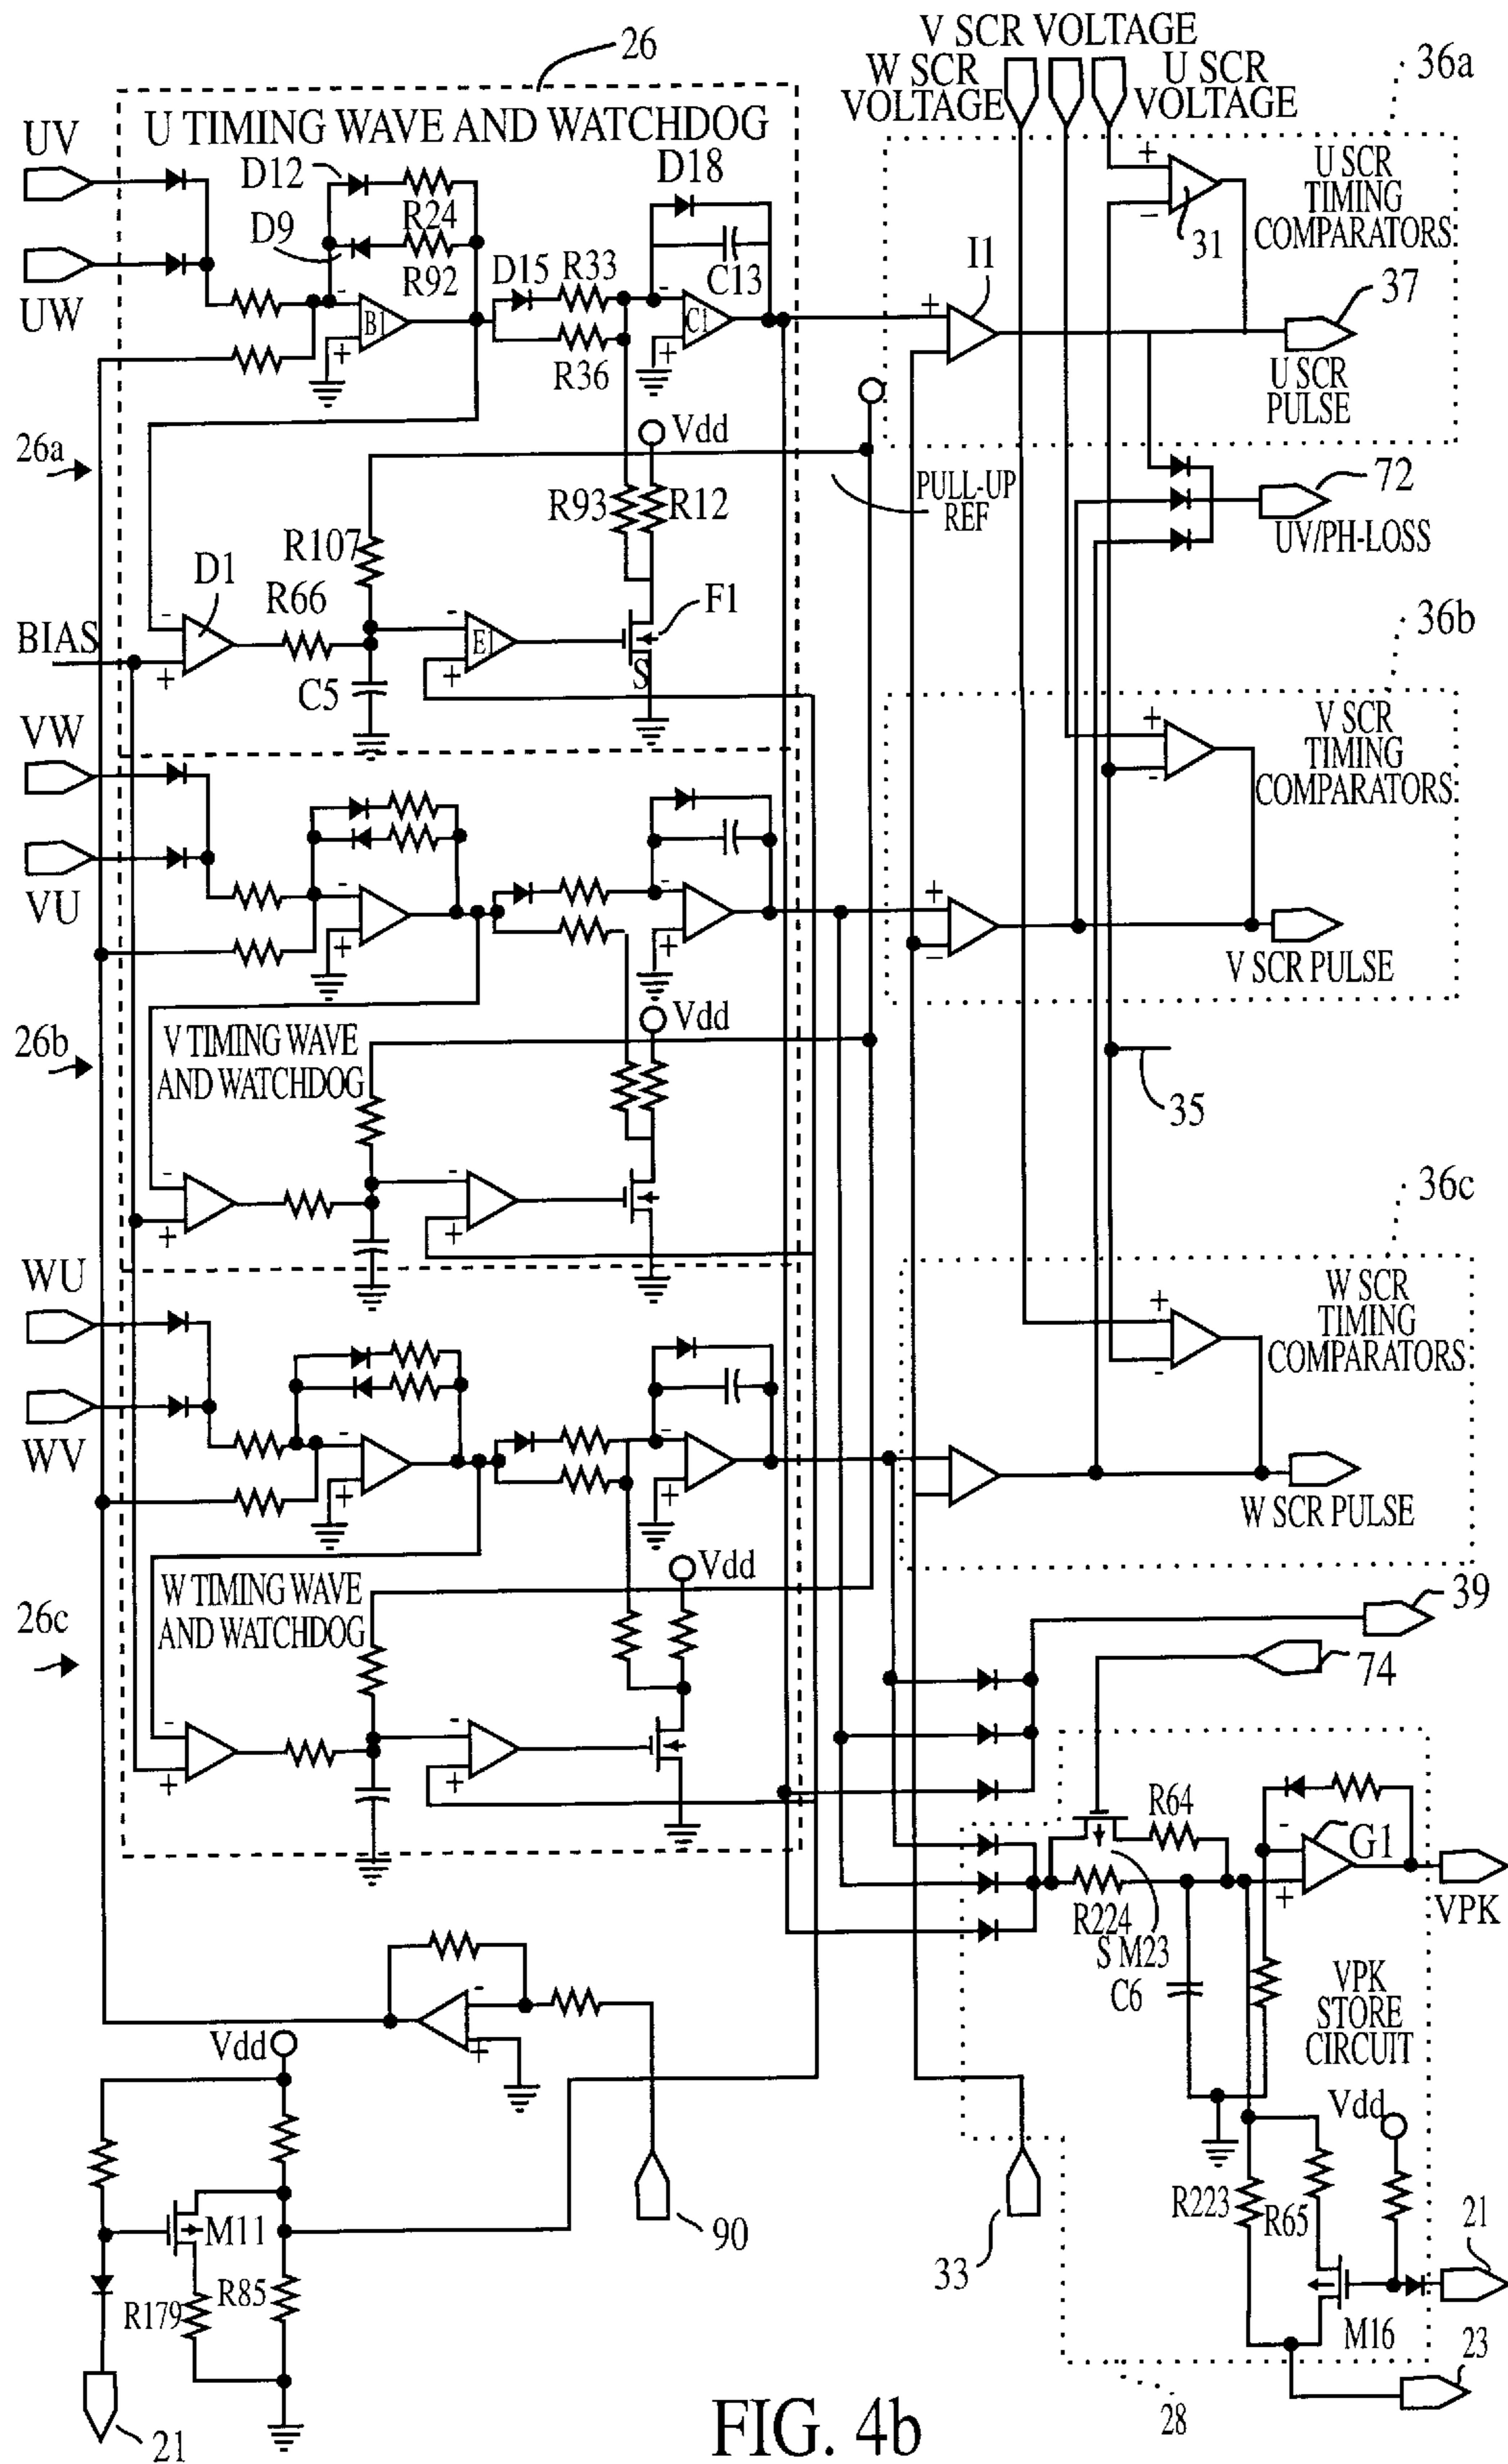 V SCR VOLTAGE
26
W SCR VOLTAGE
U SCR VOLTAGE
36a
U TIMING WAVE AND WATCHDOG
UV
D12
D18
+
U SCR
TIMING
COMPARATORS
R24
D9
-
31
UW
R92
D15
R33
C13
I1
37
-
B1
-
C1
+
+
+
R36
U SCR
PULSE
26a
Vdd
72
R93
R12
PULL-UP
REF
UV/PH-LOSS
R107
D1
R66
F1
36b
-
-
BIAS
E1
+
+
S
C5
VW
V SCR
TIMING
COMPARATORS
+
-
VU
-
-
+
+
+
-
V SCR PULSE
Vdd
26b
V TIMING WAVE
AND WATCHDOG
35
36c
-
-
+
+
WU
W SCR
TIMING
COMPARATORS
+
-
WV
-
-
+
+
W SCR PULSE
Vdd
39
26c
W TIMING WAVE
AND WATCHDOG
74
-
-
+
+
R64
-
G1
+
VPK
R224
S M23
C6
-
+
VPK
STORE
CIRCUIT
Vdd
Vdd
R223
R65
21
M11
90
33
R179
R85
M16
23
28
21
FIG. 4b